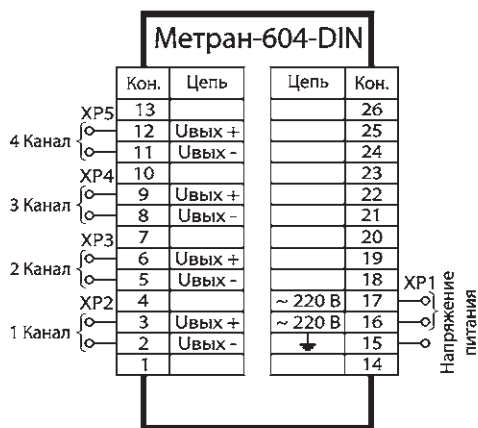 Метран-604-DIN
Кон. Цепь Цепь Кон.
XP5 13 26
4 Канал 12 Uвых + 25
11 Uвых - 24
XP4 10 23
3 Канал 9 Uвых + 22
8 Uвых - 21
XP3 7 20
2 Канал 6 Uвых + 19
5 Uвых - 18 XP1
XP2 4 ~ 220 В 17
1 Канал 3 Uвых + ~ 220 В 16
2 Uвых - 15
1 14
Напряжение
питания